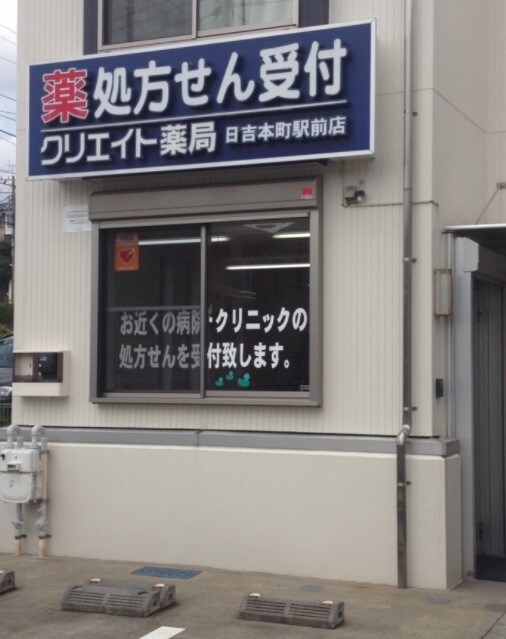 薬 処方せん受付
クリエイト薬局 日吉本町駅前店
お近くの病院・クリニックの
処方せんを受付致します。